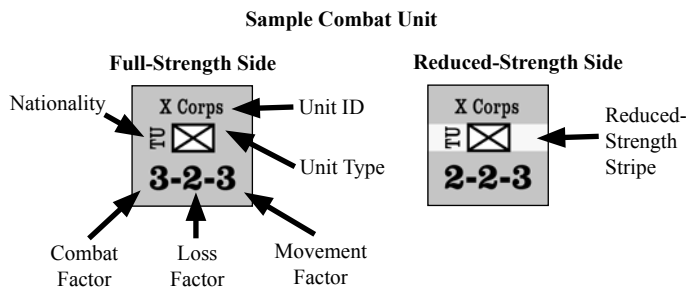 Sample Combat Unit
Full-Strength Side
Reduced-Strength Side
Nationality
X Corps
Unit ID
TU
Unit Type
3-2-3
Combat
Factor
Loss
Factor
Movement
Factor
X Corps
TU
2-2-3
Reduced-
Strength
Stripe